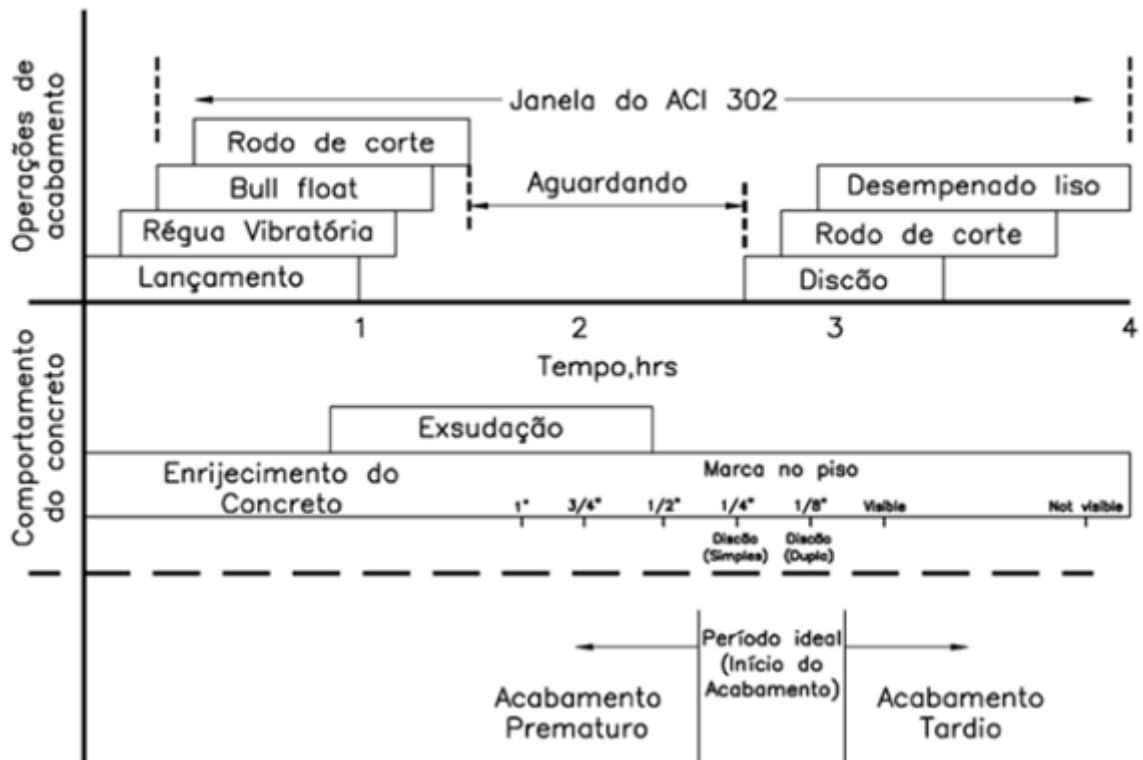 Operações de
acabamento
Janela do ACI 302
Rodo de corte
Bull float
Aguardando
Desempenado liso
Régua Vibratória
Rodo de corte
Lançamento
Discão
1
2
3
4
Tempo,hrs
Comportamento
do concreto
Exsudação
Enrijecimento do
Concreto
Marca no piso
1"
3/4"
1/2"
1/4"
1/8"
Visible
Not visible
Discão
(Simples)
Discão
(Duplo)
Período ideal
(Início do
Acabamento)
Acabamento
Prematuro
Acabamento
Tardio